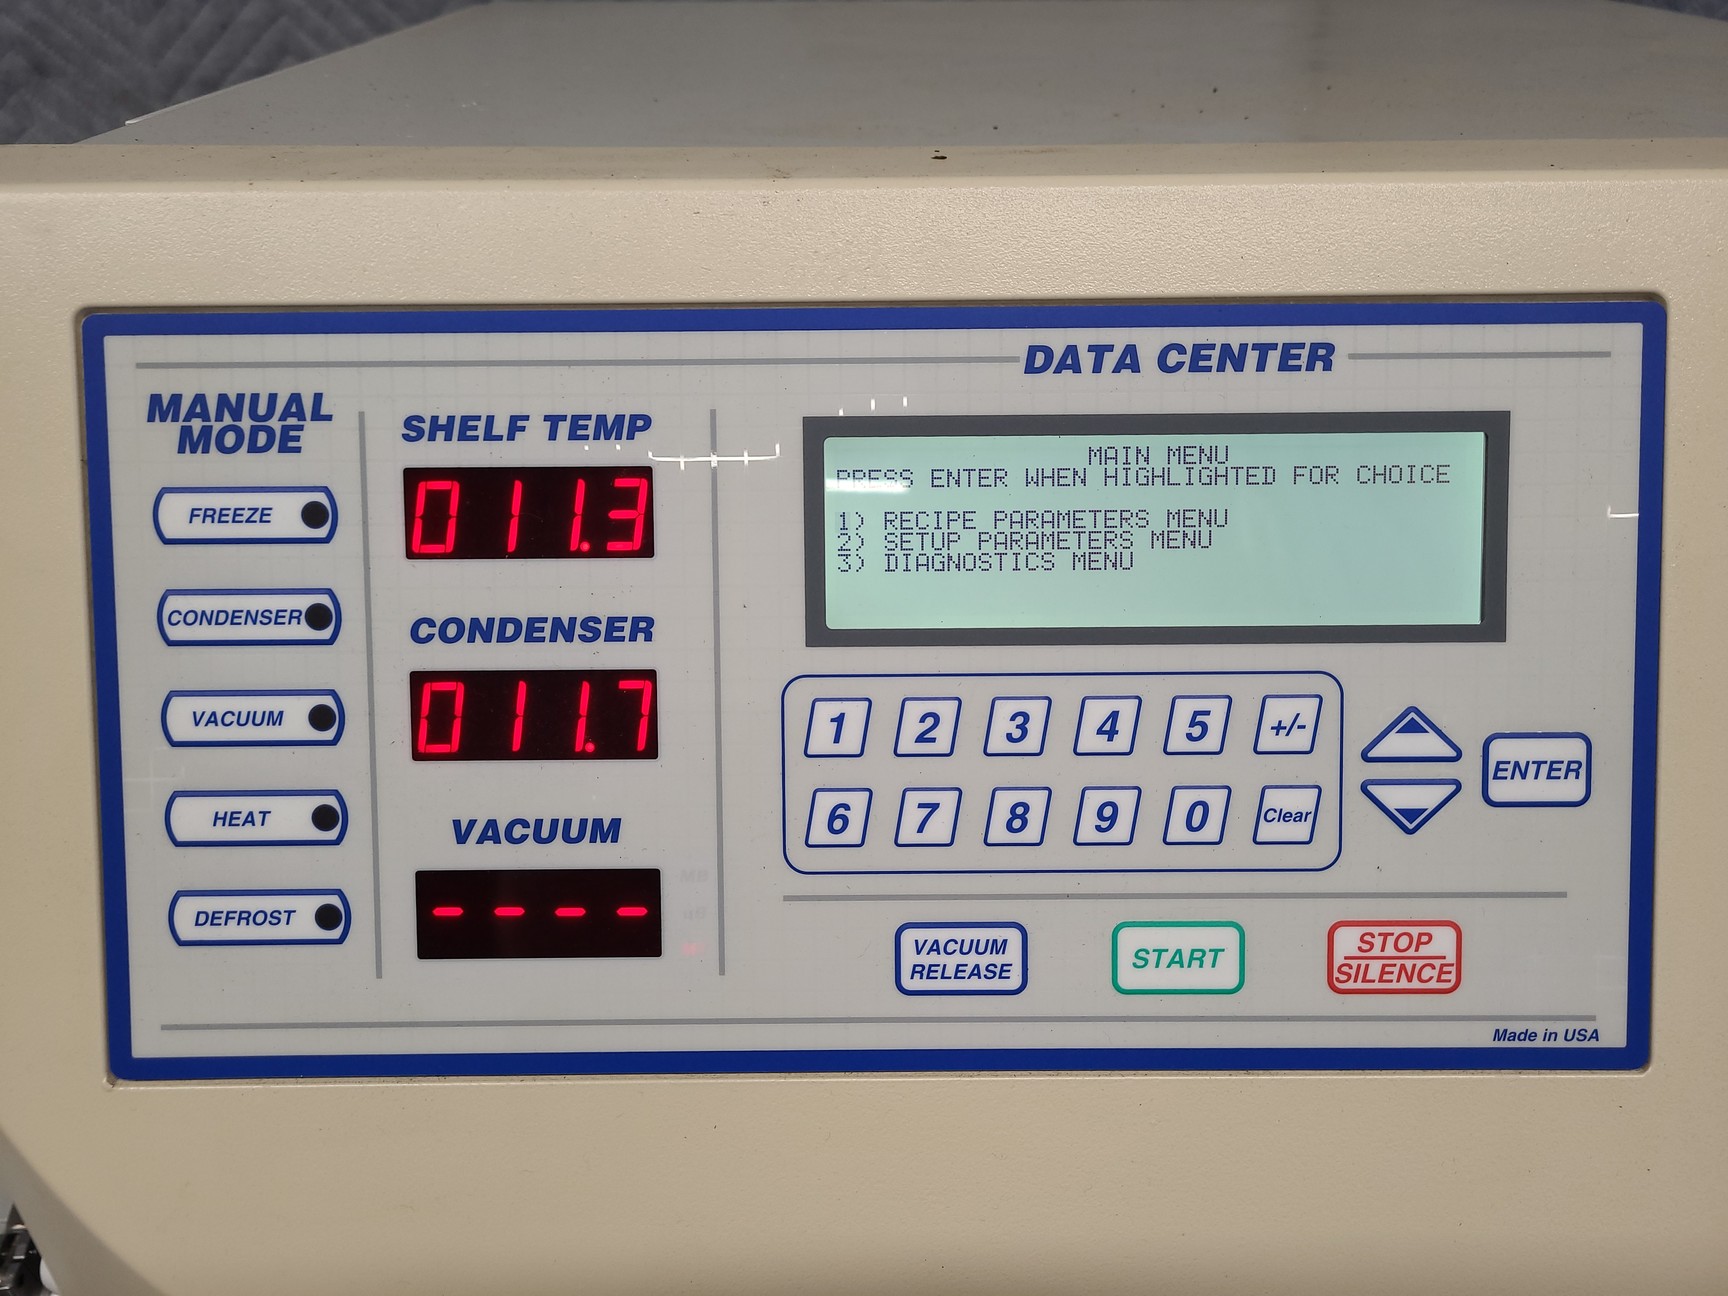 DATA CENTER
MANUAL
MODE
FREEZE
CONDENSER
VACUUM
HEAT
DEFROST
SHELF TEMP
011.3
CONDENSER
011.7
VACUUM
- - - -
MAIN MENU
PRESS ENTER WHEN HIGHLIGHTED FOR CHOICE
1) RECIPE PARAMETERS MENU
2) SETUP PARAMETERS MENU
3) DIAGNOSTICS MENU
1 2 3 4 5 +/-
6 7 8 9 0 Clear
ENTER
VACUUM
RELEASE
START
STOP
SILENCE
Made in USA